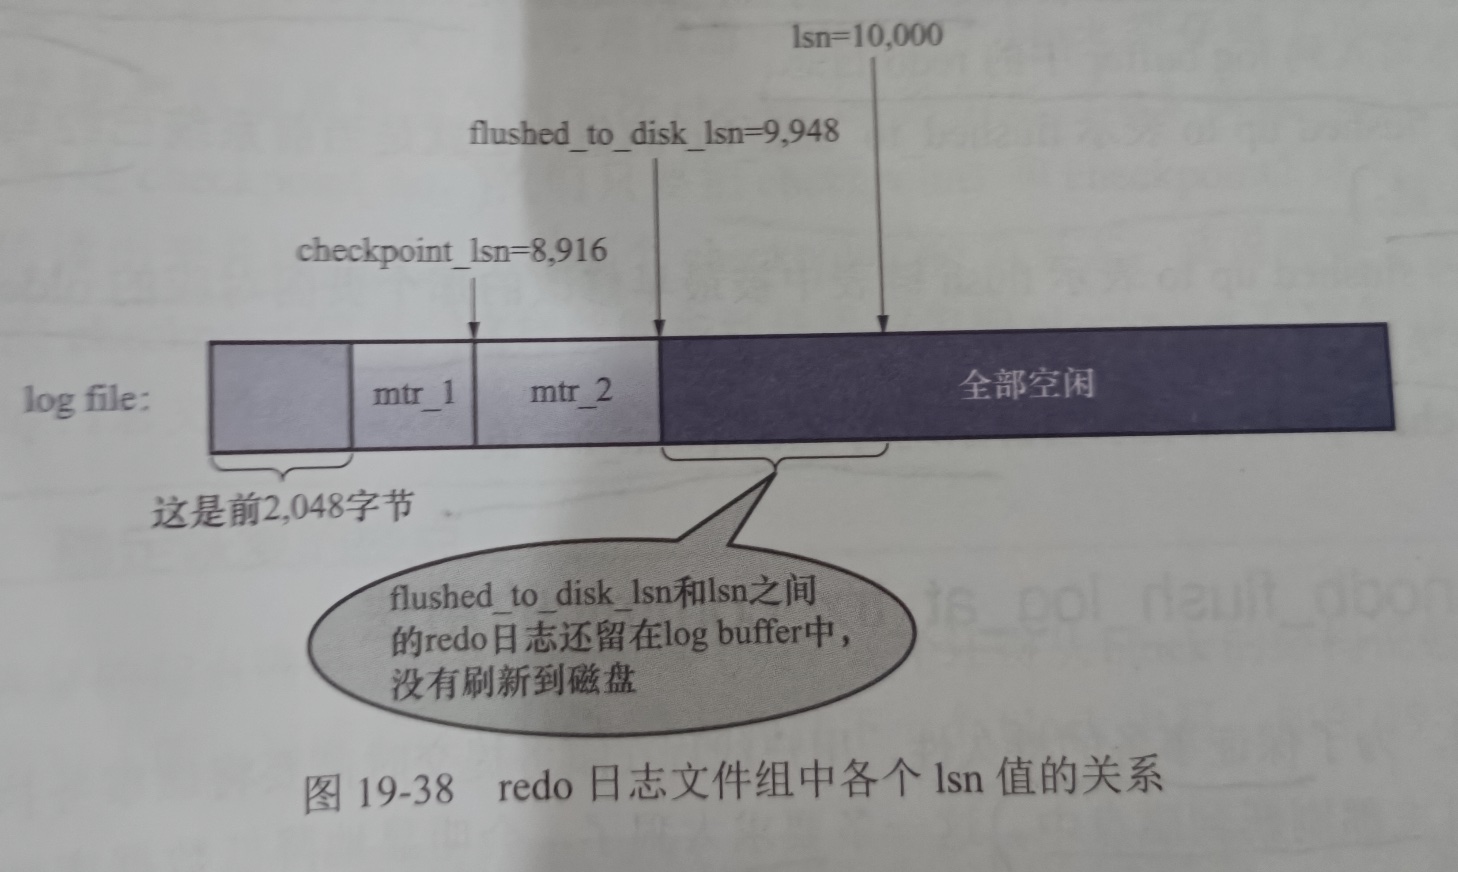 lsn=10,000
flushed_to_disk_lsn=9,948
checkpoint_lsn=8,916
log file:
mtr_1
mtr_2
全部空闲
这是前2,048字节
flushed_to_disk_lsn和lsn之间
的redo日志还留在log buffer中，
没有刷新到磁盘
图 19-38 redo 日志文件组中各个 lsn 值的关系